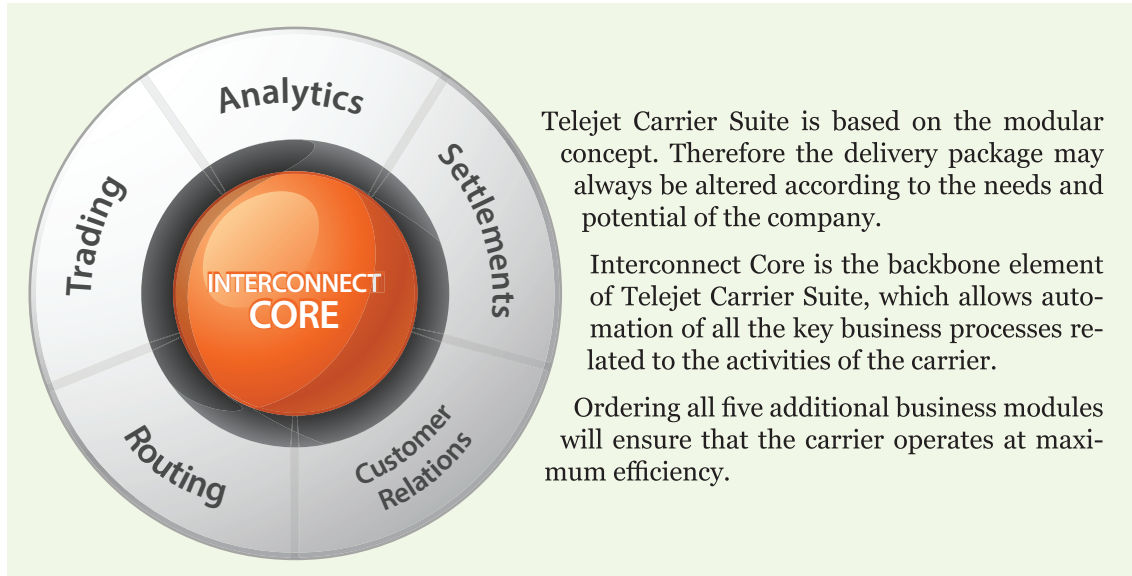 Analytics
Settlements
Customer
Relations
Routing
Trading
INTERCONNECT
CORE
Telejet Carrier Suite is based on the modular
concept. Therefore the delivery package may
always be altered according to the needs and
potential of the company.
Interconnect Core is the backbone element
of Telejet Carrier Suite, which allows auto-
mation of all the key business processes re-
lated to the activities of the carrier.
Ordering all five additional business modules
will ensure that the carrier operates at maxi-
mum efficiency.